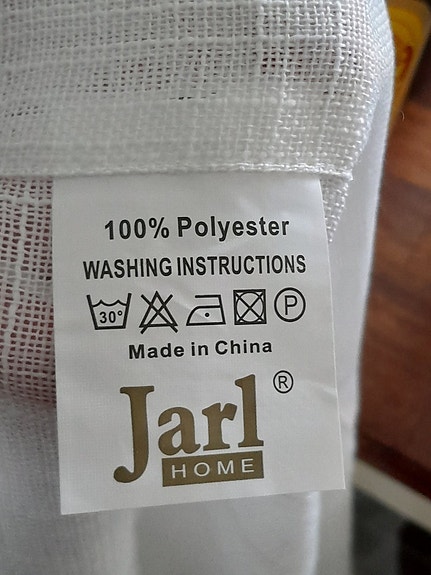 100% Polyester
WASHING INSTRUCTIONS
30° P
Made in China
Jarl ®
HOME